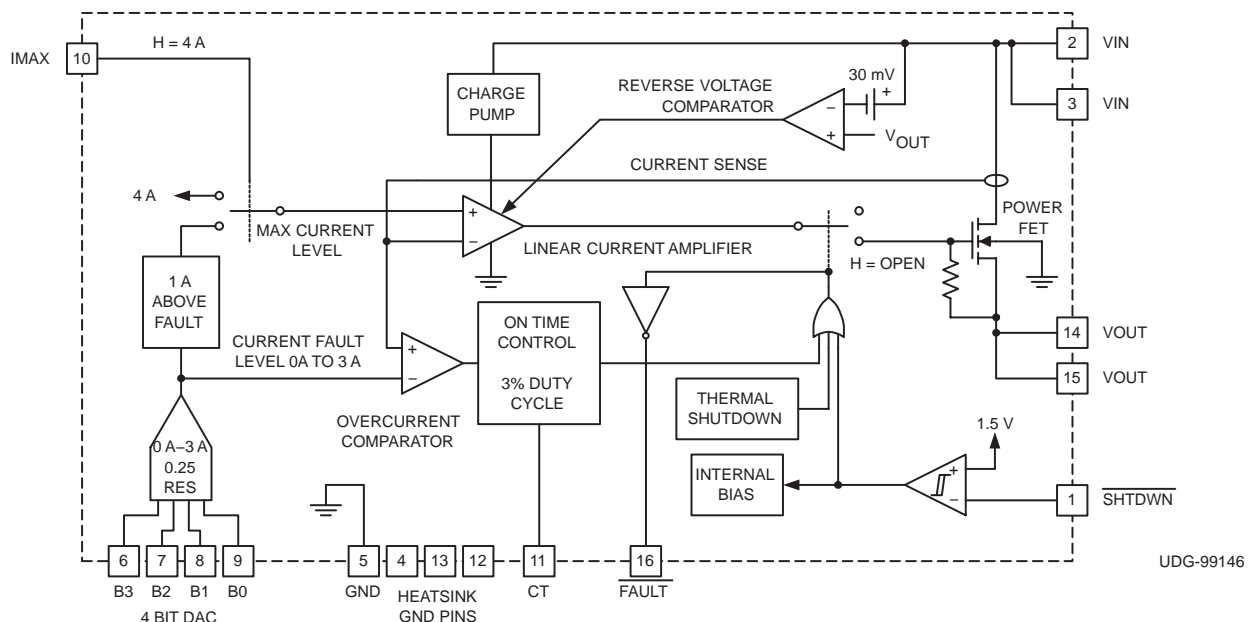 H = 4 A
IMAX
10
2
VIN
30 mV
+
CHARGE
PUMP
REVERSE VOLTAGE
COMPARATOR
−
+
VOUT
3
VIN
CURRENT SENSE
4 A
+
−
MAX CURRENT
LEVEL
LINEAR CURRENT AMPLIFIER
POWER
FET
H = OPEN
1 A
ABOVE
FAULT
CURRENT FAULT
LEVEL 0A TO 3 A
+
−
ON TIME
CONTROL
3% DUTY
CYCLE
OVERCURRENT
COMPARATOR
14
VOUT
15
VOUT
THERMAL
SHUTDOWN
0 A−3 A
0.25
RES
INTERNAL
BIAS
1.5 V
+
−
1
SHTDWN
6
7
8
9
5
4
13
12
11
16
B3
B2
B1
B0
GND
HEATSINK
GND PINS
CT
FAULT
4 BIT DAC
UDG-99146